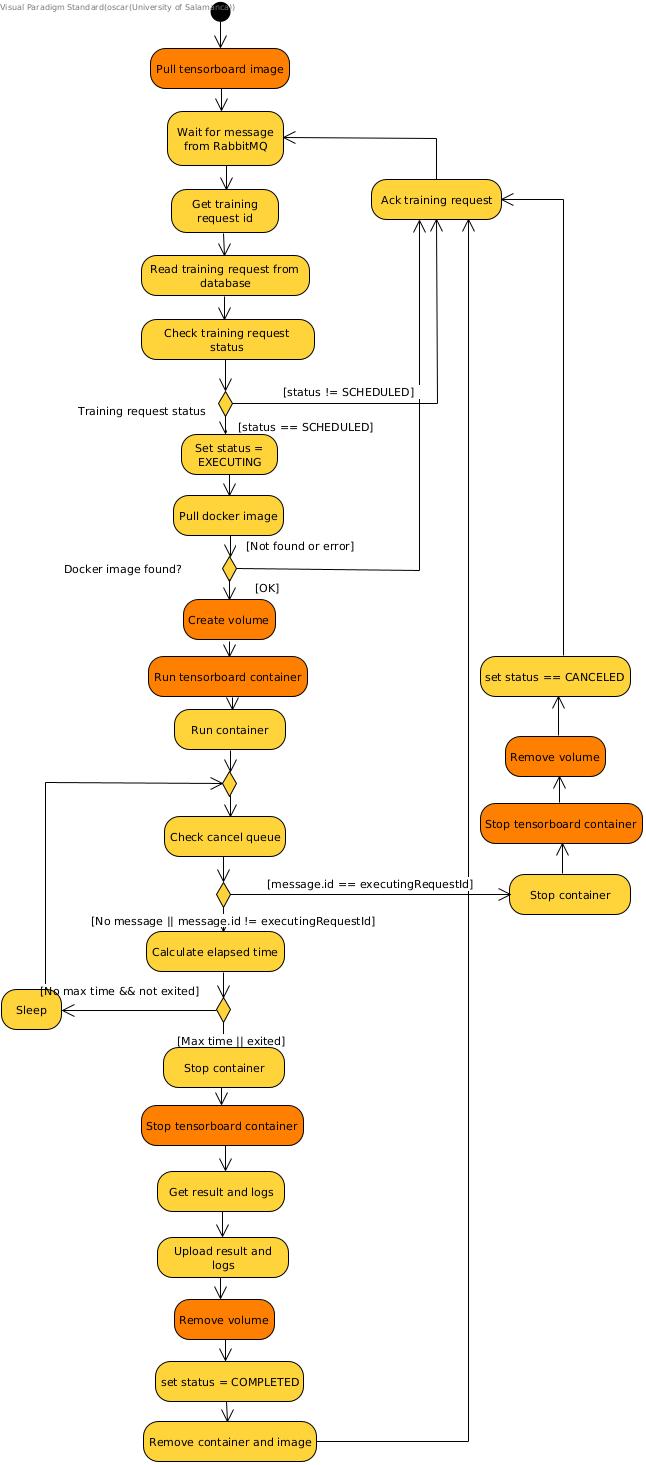 Visual Paradigm Standard(oscar(University of Salamanca))
Pull tensorboard image
Wait for message
from RabbitMQ
Get training
request id
Ack training request
Read training request from
database
Check training request
status
[status != SCHEDULED]
Training request status
[status == SCHEDULED]
Set status =
EXECUTING
Pull docker image
[Not found or error]
Docker image found?
[OK]
Create volume
Run tensorboard container
set status == CANCELED
Run container
Remove volume
Check cancel queue
Stop tensorboard container
[message.id == executingRequestId]
Stop container
[No message || message.id != executingRequestId]
Calculate elapsed time
[No max time && not exited]
Sleep
[Max time || exited]
Stop container
Stop tensorboard container
Get result and logs
Upload result and
logs
Remove volume
set status = COMPLETED
Remove container and image